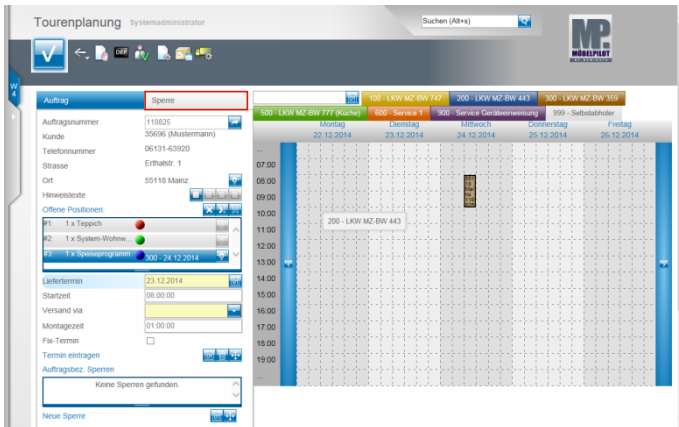 Tourenplanung Systemadministrator
Suchen (Alt+s)
MP
MÖBELPILOT
DEF
W
4
Auftrag
Sperre
100 - LKW MZ-BW 747
200 - LKW MZ-BW 443
300 - LKW MZ-BW 359
500 - LKW MZ-BW 777 (Küche)
600 - Service 1
900 - Service Geräteeinweisung
999 - Selbstabholer
Montag
Dienstag
Mittwoch
Donnerstag
Freitag
22.12.2014
23.12.2014
24.12.2014
25.12.2014
26.12.2014
Auftragsnummer 118825
Kunde 35696 (Mustermann)
Telefonnummer 06131-63920
Strasse Erthalstr. 1
Ort 55118 Mainz
Hinweistexte
Offene Positionen:
#1: 1 x Teppich
#2: 1 x System-Wohnw...
#3: 1 x Speiseprogramm 300 - 24.12.2014
Liefertermin 23.12.2014
Startzeit 08:00:00
Versand via
Montagezeit 01:00:00
Fix-Termin
Termin eintragen
Auftragsbez. Sperren
Keine Sperren gefunden.
Neue Sperre
...
07:00
08:00
09:00
10:00
11:00
12:00
13:00
14:00
15:00
16:00
17:00
18:00
19:00
...
200 - LKW MZ-BW 443